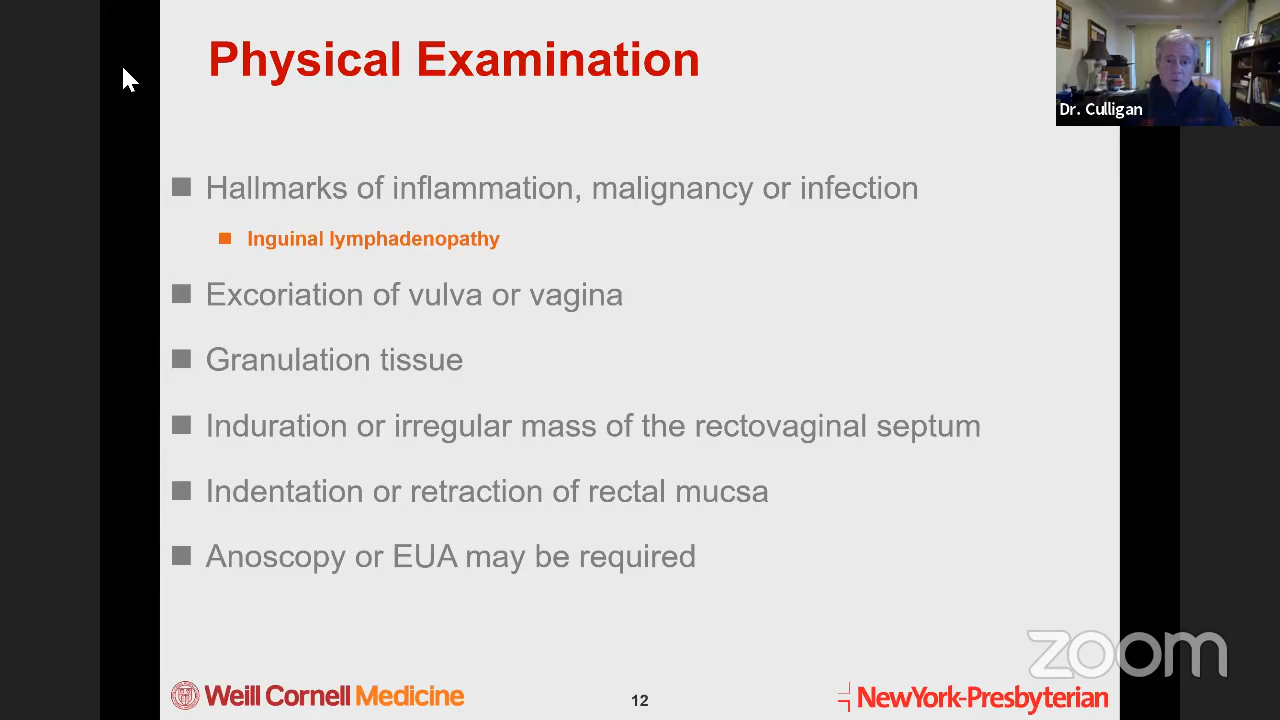 Physical Examination
Dr. Culligan
Hallmarks of inflammation, malignancy or infection
Inguinal lymphadenopathy
Excoriation of vulva or vagina
Granulation tissue
Induration or irregular mass of the rectovaginal septum
Indentation or retraction of rectal mucsa
Anoscopy or EUA may be required
zoom
Weill Cornell Medicine
12
NewYork-Presbyterian